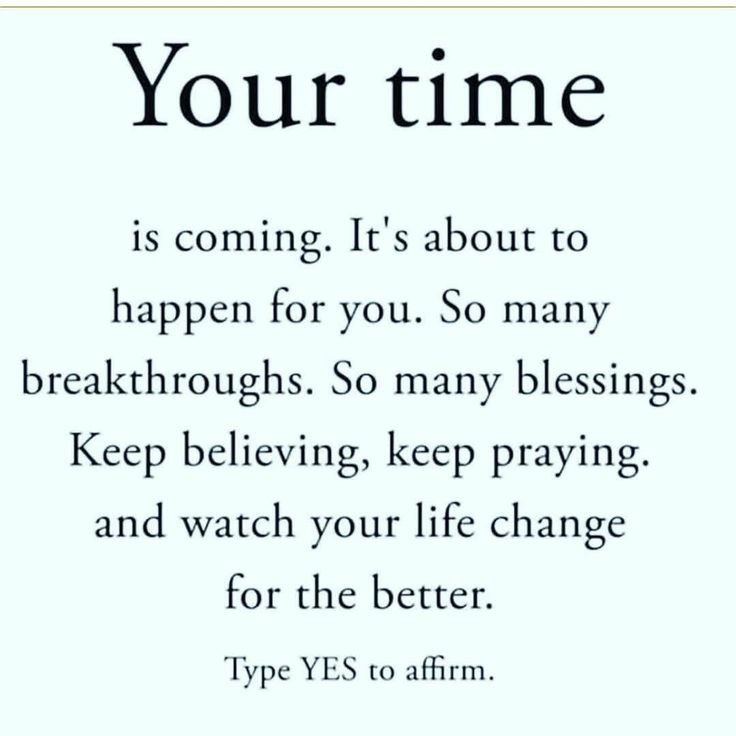 Your time
is coming. It's about to
happen for you. So many
breakthroughs. So many blessings.
Keep believing, keep praying.
and watch your life change
for the better.
Type YES to affirm.